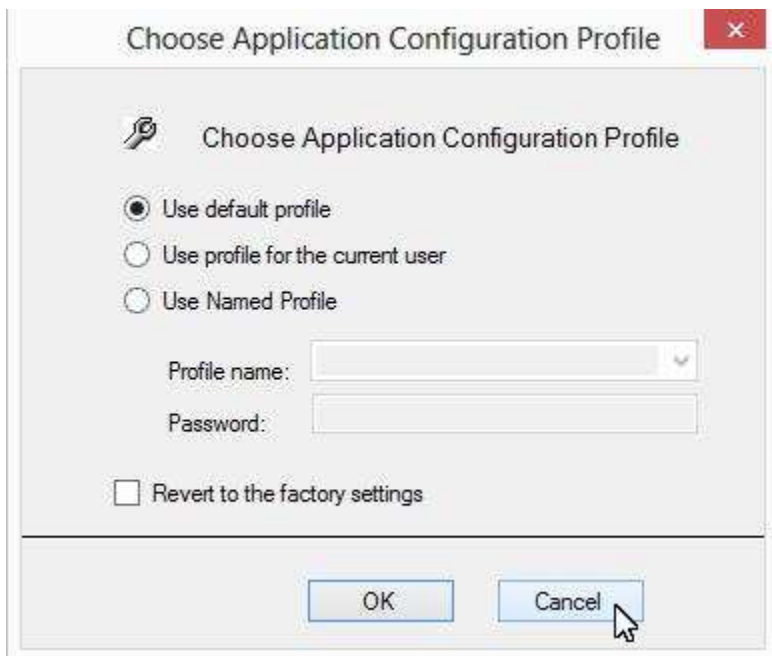 Choose Application Configuration Profile
Choose Application Configuration Profile
Use default profile
Use profile for the current user
Use Named Profile
Profile name:
Password:
Revert to the factory settings
OK Cancel